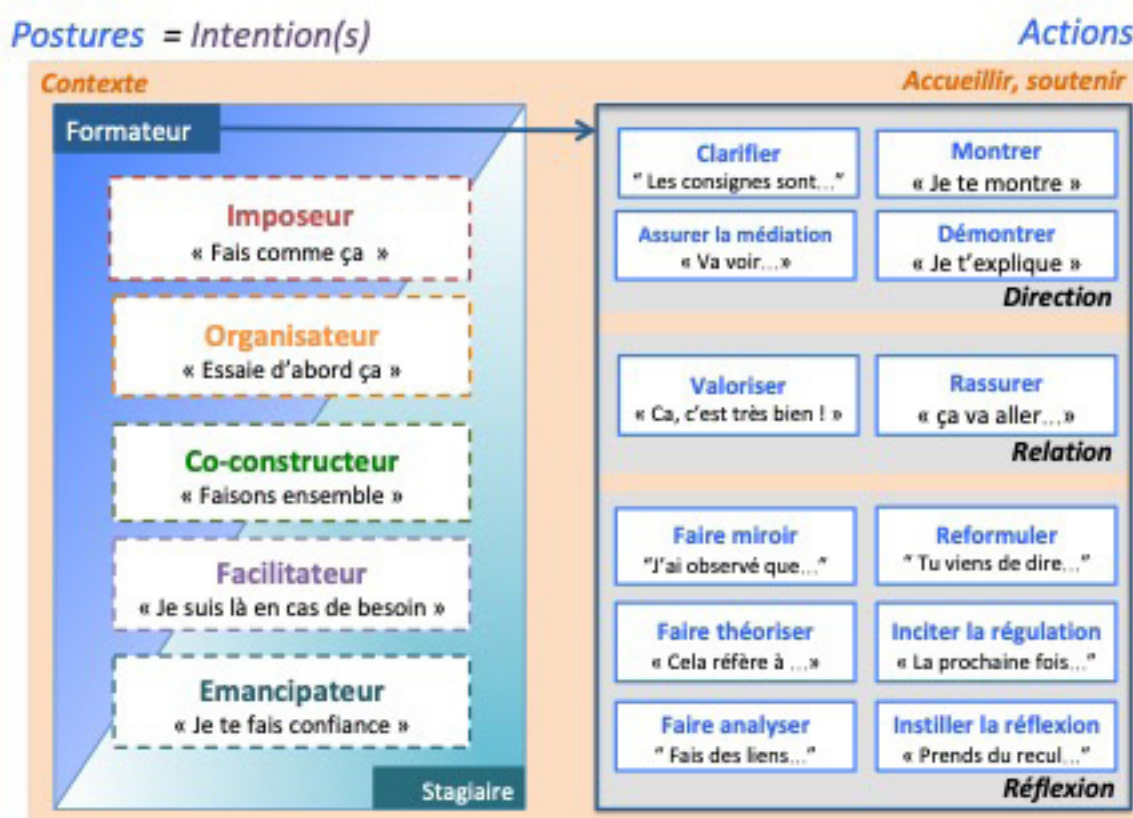 Postures = Intention(s)
Actions
Contexte
Accueillir, soutenir
Formateur
Imposeur
« Fais comme ça »
Organisateur
« Essaie d'abord ça »
Co-constructeur
« Faisons ensemble »
Facilitateur
« Je suis là en cas de besoin »
Emancipateur
« Je te fais confiance »
Stagiaire
Clarifier
" Les consignes sont..."
Montrer
« Je te montre »
Assurer la médiation
« Va voir...»
Démontrer
« Je t'explique »
Direction
Valoriser
« Ca, c'est très bien ! »
Rassurer
« ça va aller...»
Relation
Faire miroir
"J'ai observé que..."
Reformuler
" Tu viens de dire..."
Faire théoriser
« Cela réfère à ...»
Inciter la régulation
« La prochaine fois..."
Faire analyser
" Fais des liens..."
Instiller la réflexion
« Prends du recul..."
Réflexion